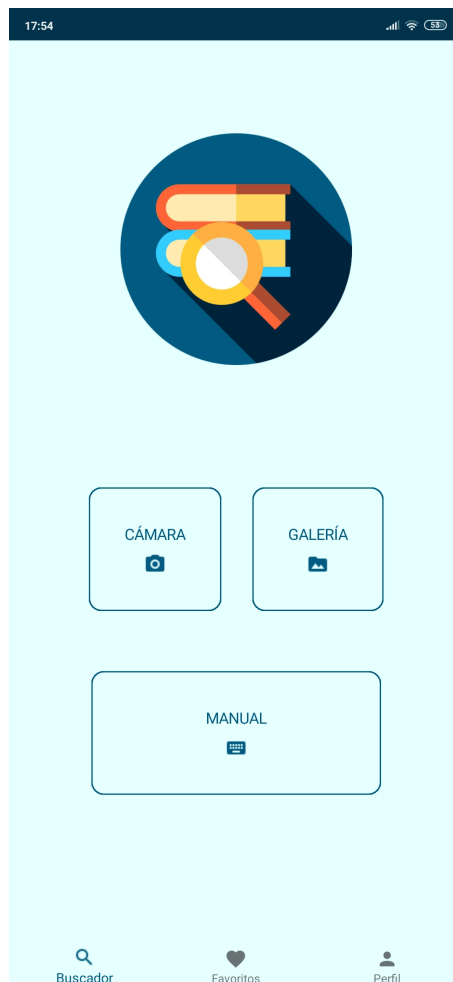 17:54
53
CÁMARA
GALERÍA
MANUAL
Buscador
Favoritos
Perfil